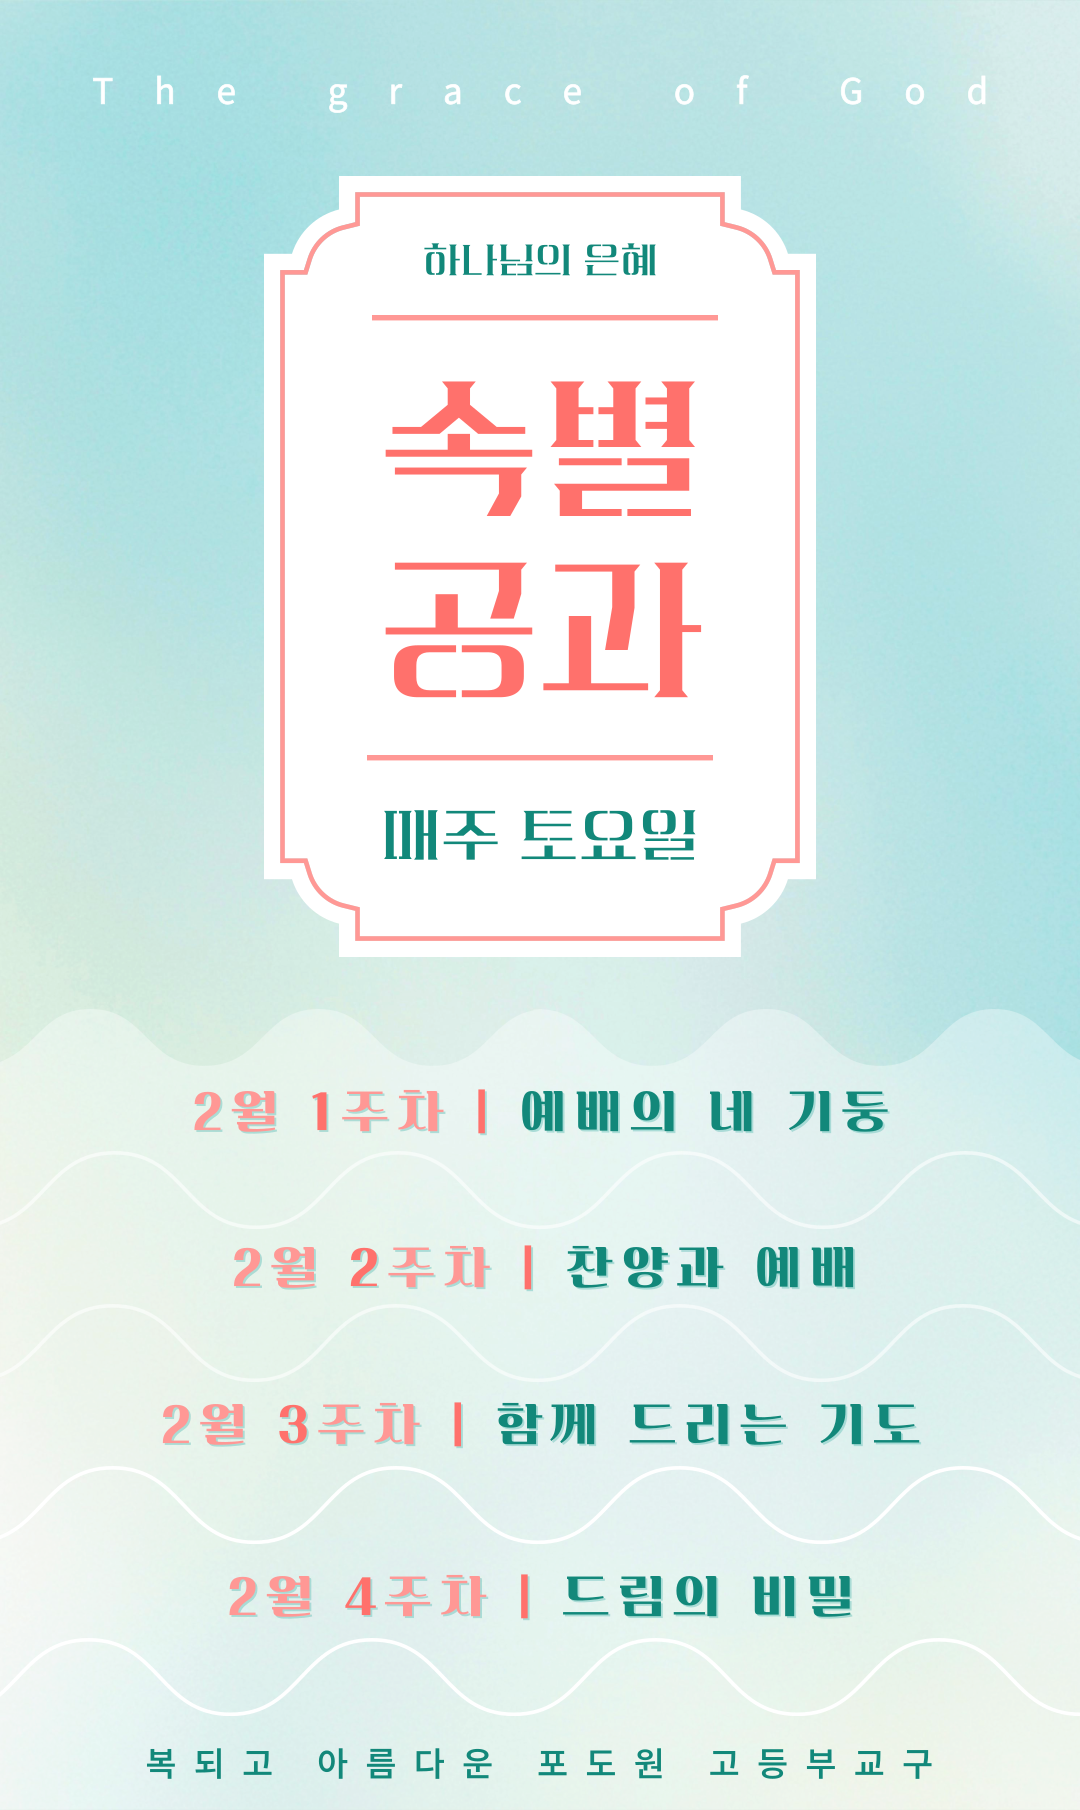 The grace of God
하나님의 은혜
속별
공과
매주 토요일
2월 1주차 | 예배의 네 기둥
2월 2주차 | 찬양과 예배
2월 3주차 | 함께 드리는 기도
2월 4주차 | 드림의 비밀
복되고 아름다운 포도원 고등부교구